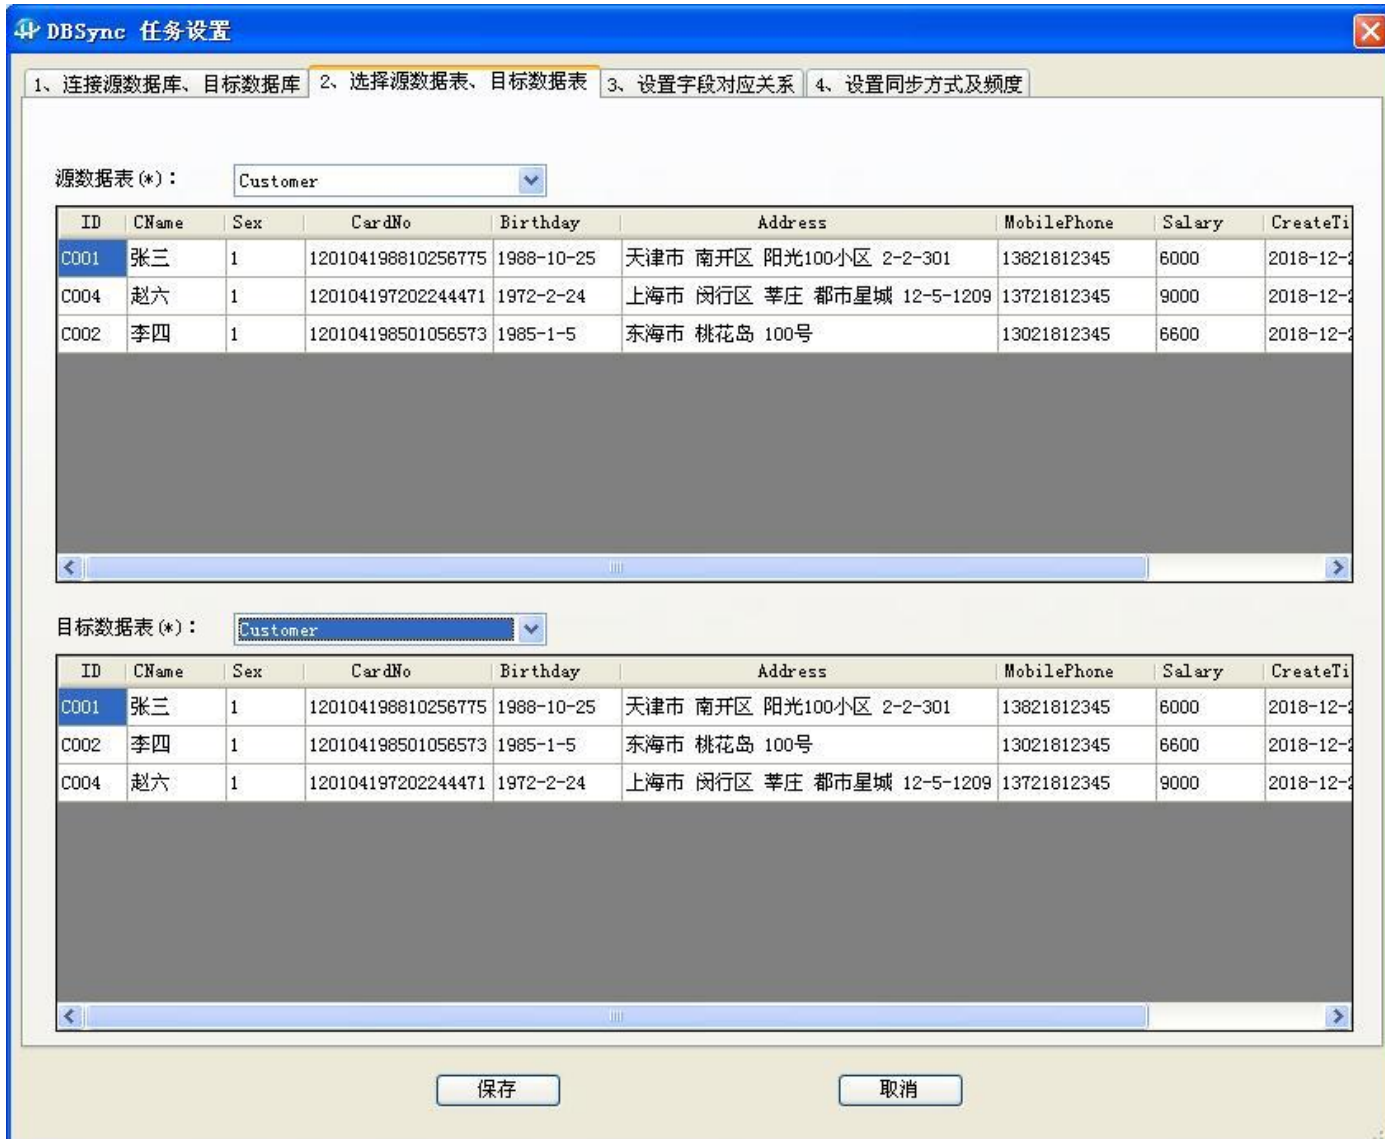 DBSync 任务设置
1、连接源数据库、目标数据库 2、选择源数据表、目标数据表 3、设置字段对应关系 4、设置同步方式及频度
源数据表(*)： Customer
ID CName Sex CardNo Birthday Address MobilePhone Salary CreateTi
C001 张三 1 120104198810256775 1988-10-25 天津市 南开区 阳光100小区 2-2-301 13821812345 6000 2018-12-2
C004 赵六 1 120104197202244471 1972-2-24 上海市 闵行区 莘庄 都市星城 12-5-1209 13721812345 9000 2018-12-2
C002 李四 1 120104198501056573 1985-1-5 东海市 桃花岛 100号 13021812345 6600 2018-12-2
目标数据表(*)： Customer
ID CName Sex CardNo Birthday Address MobilePhone Salary CreateTi
C001 张三 1 120104198810256775 1988-10-25 天津市 南开区 阳光100小区 2-2-301 13821812345 6000 2018-12-2
C002 李四 1 120104198501056573 1985-1-5 东海市 桃花岛 100号 13021812345 6600 2018-12-2
C004 赵六 1 120104197202244471 1972-2-24 上海市 闵行区 莘庄 都市星城 12-5-1209 13721812345 9000 2018-12-2
保存 取消